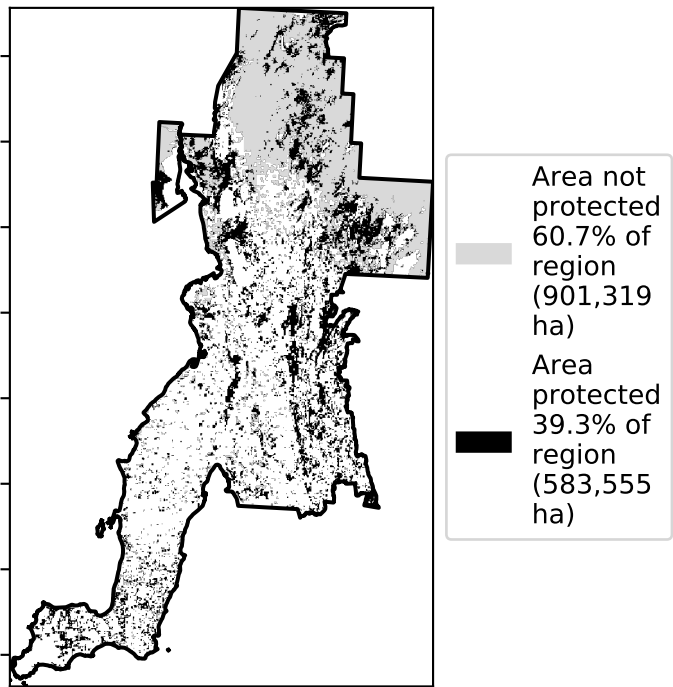 Area not
protected
60.7% of
region
(901,319
ha)
Area
protected
39.3% of
region
(583,555
ha)